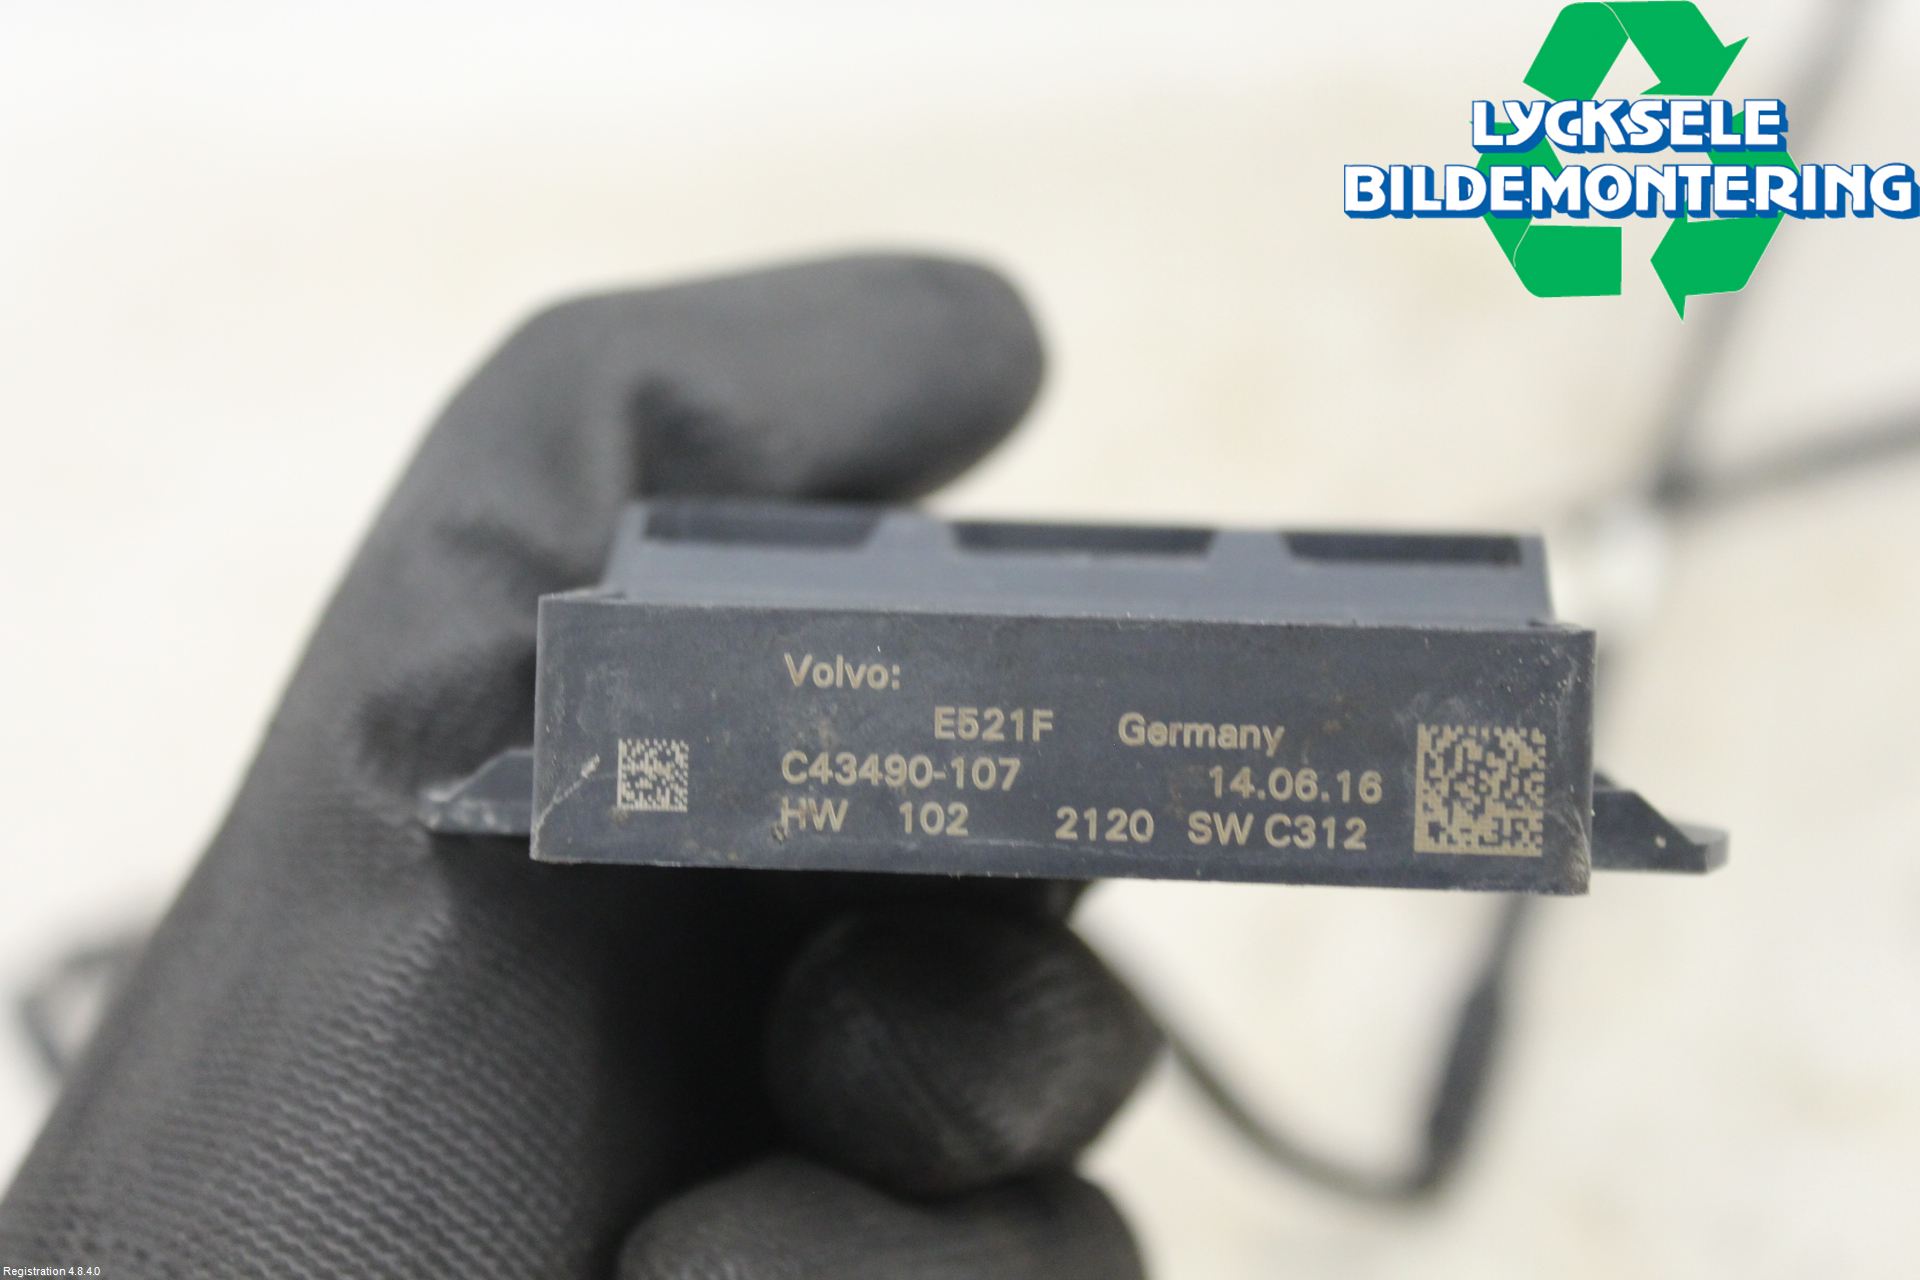 LYCKSELE
BILDEMONTERING
Volvo:
E521F Germany
C43490-107 14.06.16
HW 102 2120 SW C312
Registration 4.8.4.0